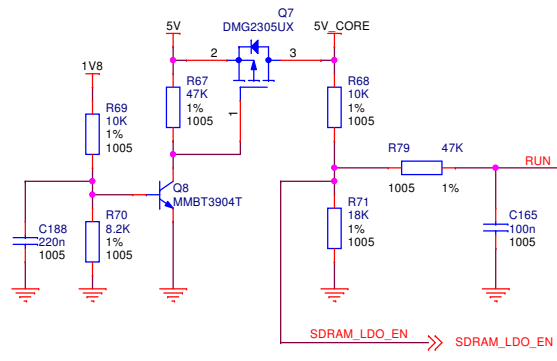 Q7
DMG2305UX
5V
5V_CORE
2
3
1
1V8
R67
47K
1%
1005
R68
10K
1%
1005
R69
10K
1%
1005
R79
47K
1005
1%
RUN
Q8
MMBT3904T
C188
220n
1005
R70
8.2K
1%
1005
R71
18K
1%
1005
C165
100n
1005
SDRAM_LDO_EN
SDRAM_LDO_EN